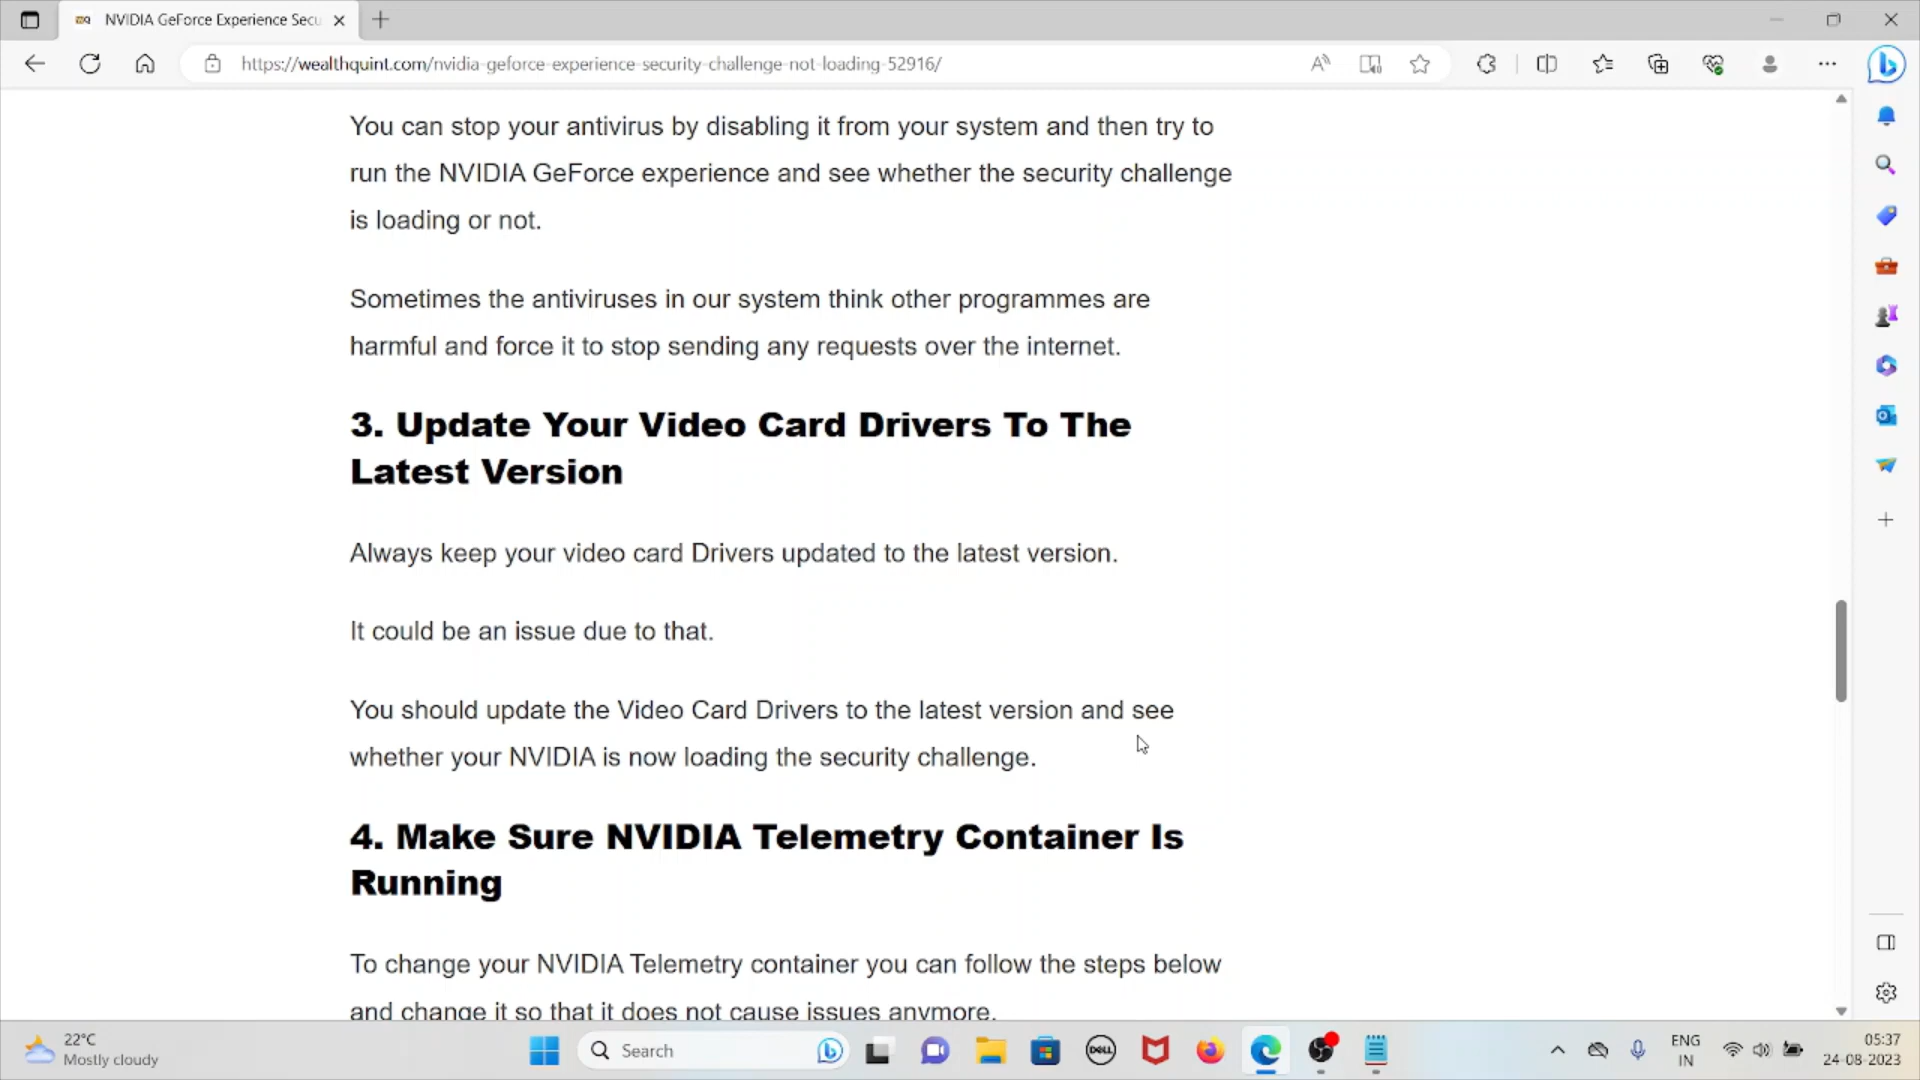 NVIDIA GeForce Experience Secu
https://wealthquint.com/nvidia-geforce-experience-security-challenge-not-loading-52916/
You can stop your antivirus by disabling it from your system and then try to
run the NVIDIA GeForce experience and see whether the security challenge
is loading or not.
Sometimes the antiviruses in our system think other programmes are
harmful and force it to stop sending any requests over the internet.
3. Update Your Video Card Drivers To The
Latest Version
Always keep your video card Drivers updated to the latest version.
It could be an issue due to that.
You should update the Video Card Drivers to the latest version and see
whether your NVIDIA is now loading the security challenge.
4. Make Sure NVIDIA Telemetry Container Is
Running
To change your NVIDIA Telemetry container you can follow the steps below
and change it so that it does not cause issues anymore.
22°C
Mostly cloudy
Search
DELL
ENG
IN
05:37
24-08-2023